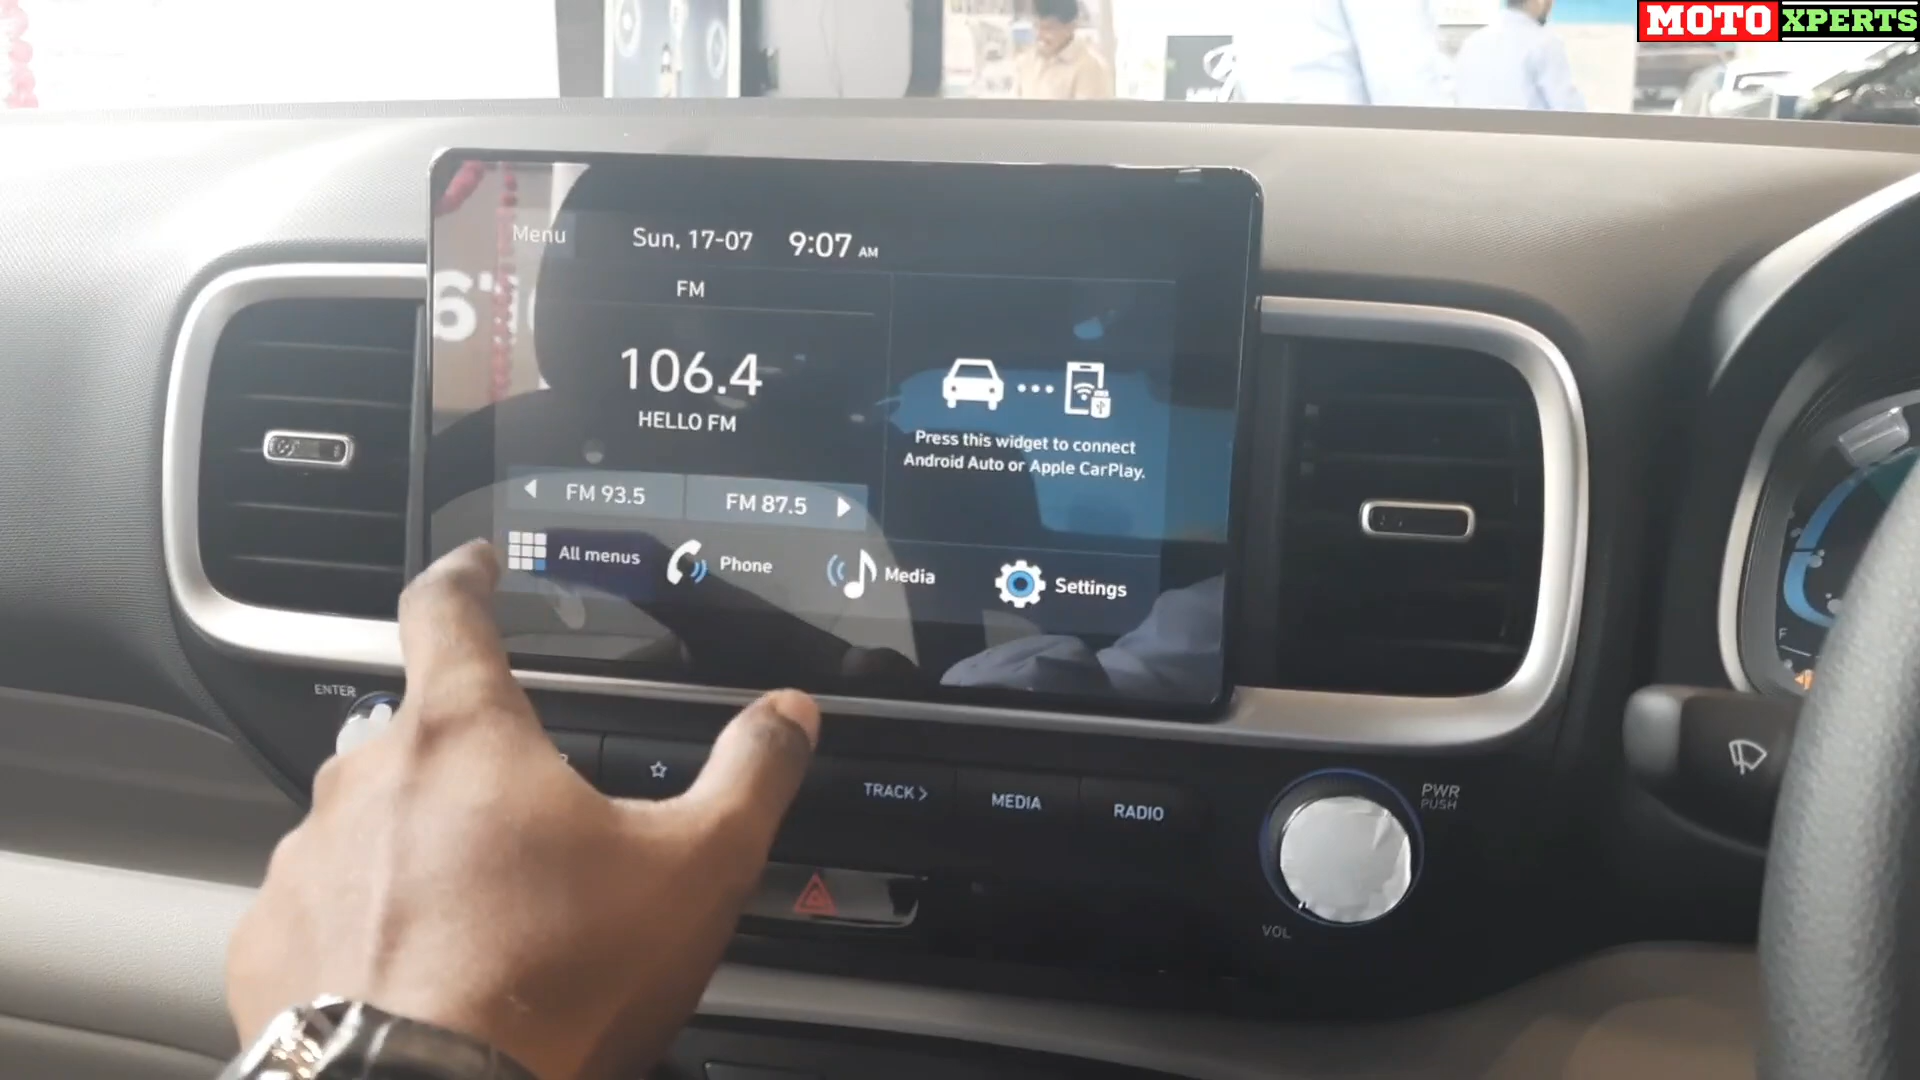 MOTO XPERTS
Menu Sun, 17-07 9:07 AM
FM
106.4
HELLO FM
FM 93.5 FM 87.5
Press this widget to connect
Android Auto or Apple CarPlay.
All menus Phone Media Settings
ENTER
TRACK > MEDIA RADIO
PWR
PUSH
VOL
F